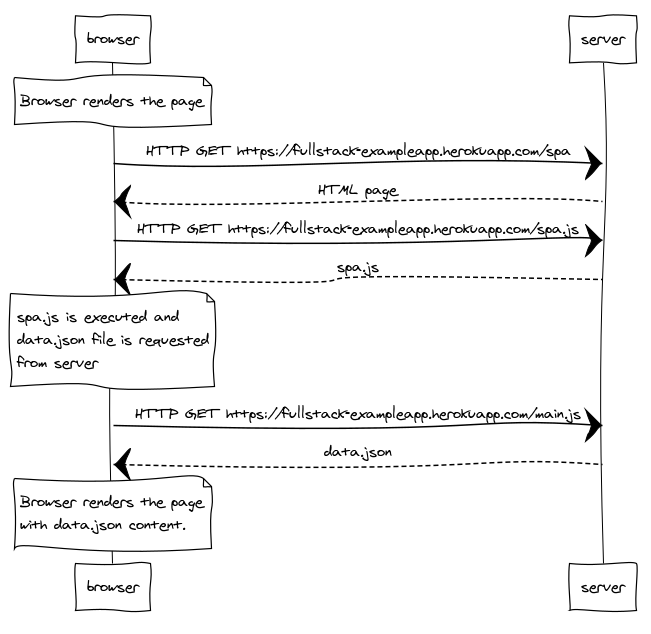 browser
server
Browser renders the page
HTTP GET https://fullstack-exampleapp.herokuapp.com/spa
HTML page
HTTP GET https://fullstack-exampleapp.herokuapp.com/spa.js
spa.js
spa.js is executed and
data.json file is requested
from server
HTTP GET https://fullstack-exampleapp.herokuapp.com/main.js
data.json
Browser renders the page
with data.json content.
browser
server